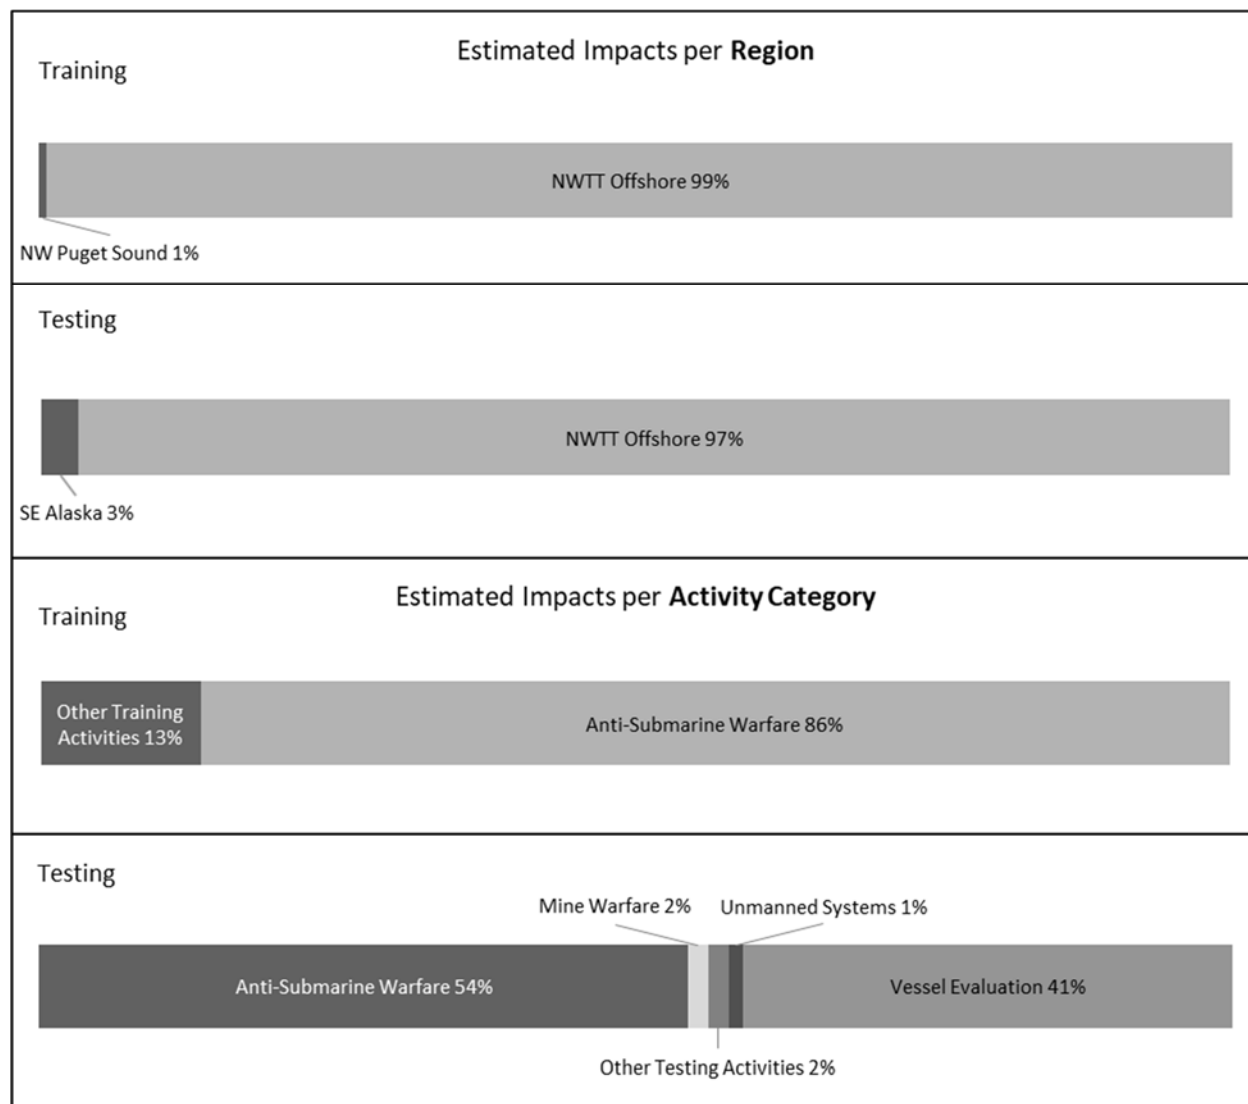 Estimated Impacts per Region
Training
NWTT Offshore 99%
NW Puget Sound 1%
Testing
NWTT Offshore 97%
SE Alaska 3%
Estimated Impacts per Activity Category
Training
Other Training
Activities 13%
Anti-Submarine Warfare 86%
Testing
Mine Warfare 2%
Unmanned Systems 1%
Anti-Submarine Warfare 54%
Vessel Evaluation 41%
Other Testing Activities 2%